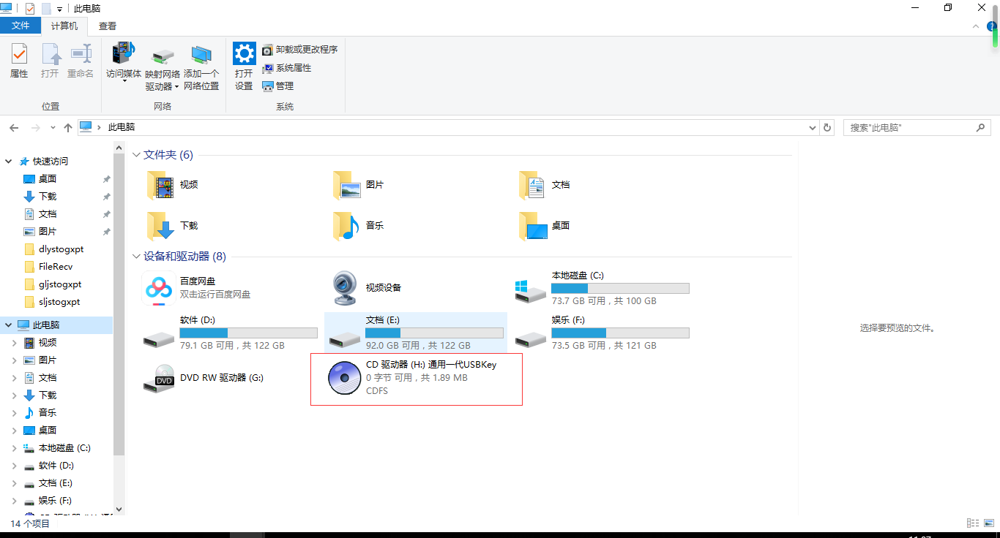 此电脑
文件
计算机
查看
属性
打开
重命名
访问媒体
映射网络
驱动器
添加一个
网络位置
打开
设置
卸载或更改程序
系统属性
管理
位置
网络
系统
此电脑
搜索"此电脑"
快速访问
桌面
下载
文档
图片
dlystogxpt
FileRecv
gljstogxpt
sljstogxpt
此电脑
视频
图片
文档
下载
音乐
桌面
本地磁盘 (C:)
软件 (D:)
文档 (E:)
娱乐 (F:)
文件夹 (6)
视频
图片
文档
下载
音乐
桌面
设备和驱动器 (8)
百度网盘
双击运行百度网盘
视频设备
本地磁盘 (C:)
73.7 GB 可用，共 100 GB
软件 (D:)
79.1 GB 可用，共 122 GB
文档 (E:)
92.0 GB 可用，共 122 GB
娱乐 (F:)
73.5 GB 可用，共 121 GB
DVD
DVD RW 驱动器 (G:)
CD 驱动器 (H:) 通用一代USBKey
0 字节 可用，共 1.89 MB
CDFS
选择要预览的文件。
14 个项目